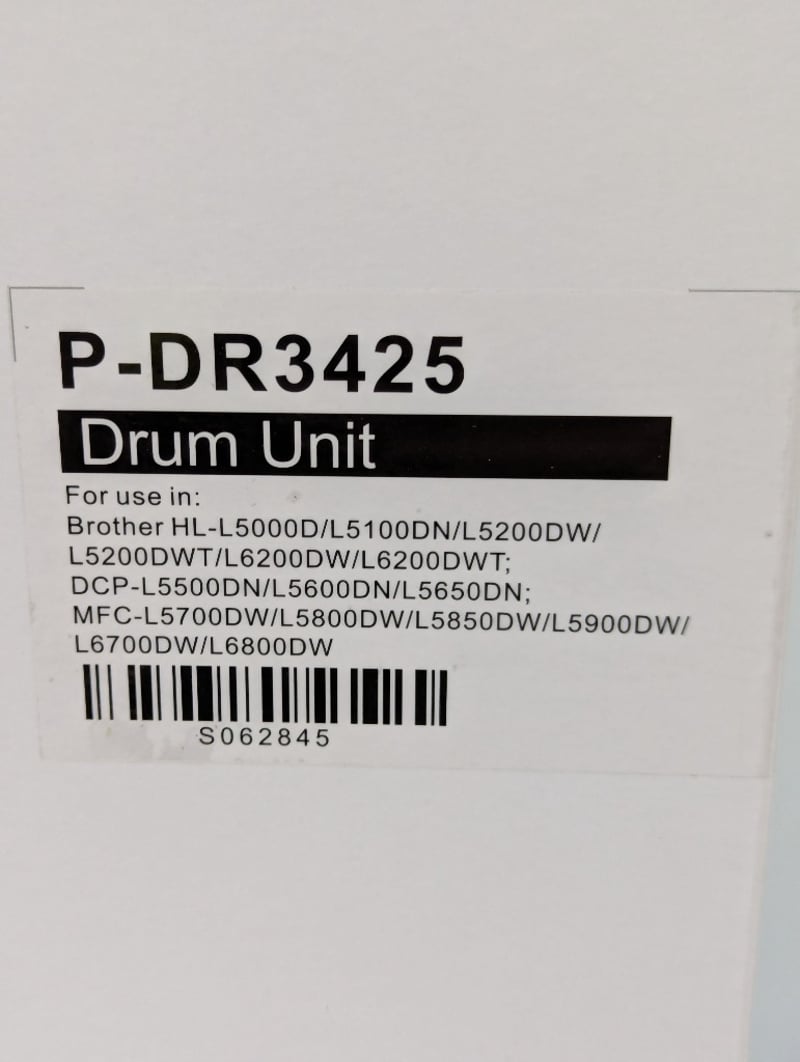 P-DR3425
Drum Unit
For use in:
Brother HL-L5000D/L5100DN/L5200DW/
L5200DWT/L6200DW/L6200DWT;
DCP-L5500DN/L5600DN/L5650DN;
MFC-L5700DW/L5800DW/L5850DW/L5900DW/
L6700DW/L6800DW
S062845